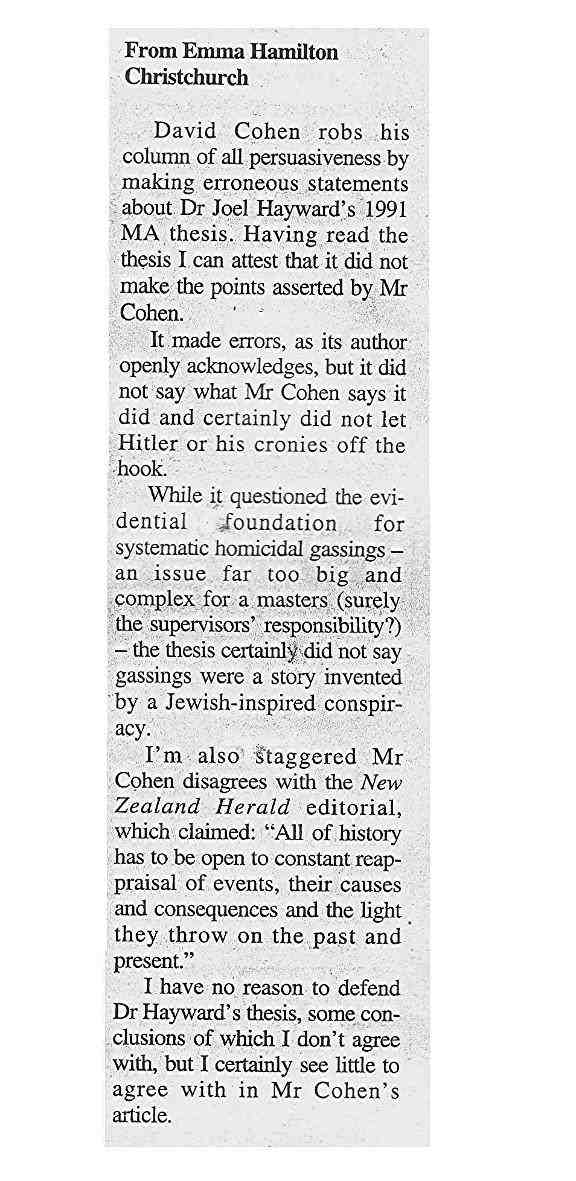 From Emma Hamilton
Christchurch
David Cohen robs his
column of all persuasiveness by
making erroneous statements
about Dr Joel Hayward's 1991
MA thesis. Having read the
thesis I can attest that it did not
make the points asserted by Mr
Cohen.
It made errors, as its author
openly acknowledges, but it did
not say what Mr Cohen says it
did and certainly did not let
Hitler or his cronies off the
hook.
While it questioned the evi-
dential foundation for
systematic homicidal gassings –
an issue far too big and
complex for a masters (surely
the supervisors' responsibility?)
– the thesis certainly did not say
gassings were a story invented
by a Jewish-inspired conspir-
acy.
I'm also staggered Mr
Cohen disagrees with the New
Zealand Herald editorial,
which claimed: “All of history
has to be open to constant reap-
praisal of events, their causes
and consequences and the light
they throw on the past and
present.”
I have no reason to defend
Dr Hayward's thesis, some con-
clusions of which I don't agree
with, but I certainly see little to
agree with in Mr Cohen's
article.